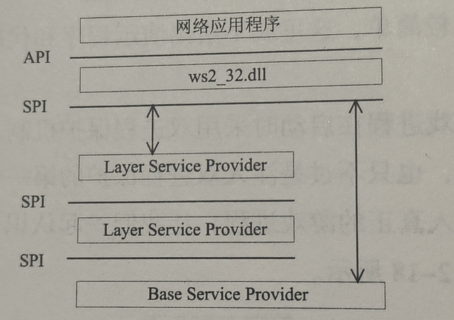 网络应用程序
API
ws2_32.dll
SPI
Layer Service Provider
SPI
Layer Service Provider
SPI
Base Service Provider